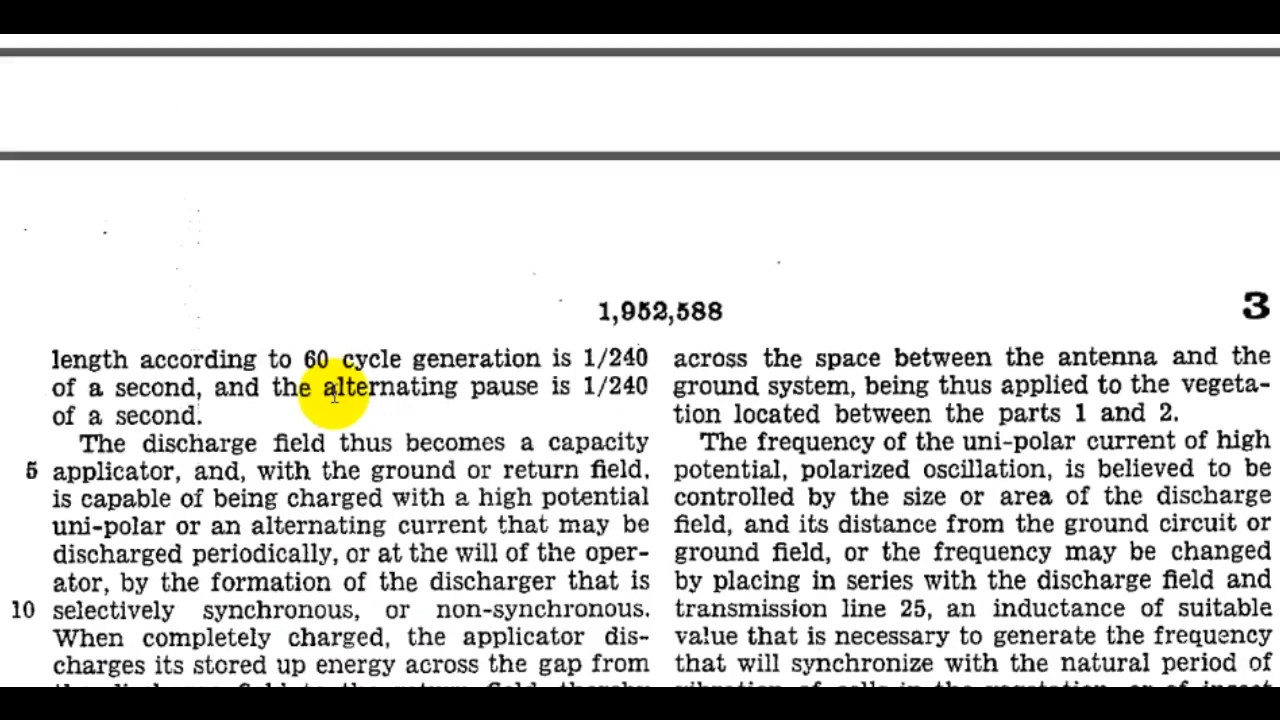 1,952,588
3
length according to 60 cycle generation is 1/240
of a second, and the alternating pause is 1/240
of a second.
The discharge field thus becomes a capacity
5 applicator, and, with the ground or return field,
is capable of being charged with a high potential
uni-polar or an alternating current that may be
discharged periodically, or at the will of the oper-
ator, by the formation of the discharger that is
10 selectively synchronous, or non-synchronous.
When completely charged, the applicator dis-
charges its stored up energy across the gap from
across the space between the antenna and the
ground system, being thus applied to the vegeta-
tion located between the parts 1 and 2.
The frequency of the uni-polar current of high
potential, polarized oscillation, is believed to be
controlled by the size or area of the discharge
field, and its distance from the ground circuit or
ground field, or the frequency may be changed
by placing in series with the discharge field and
transmission line 25, an inductance of suitable
value that is necessary to generate the frequency
that will synchronize with the natural period of